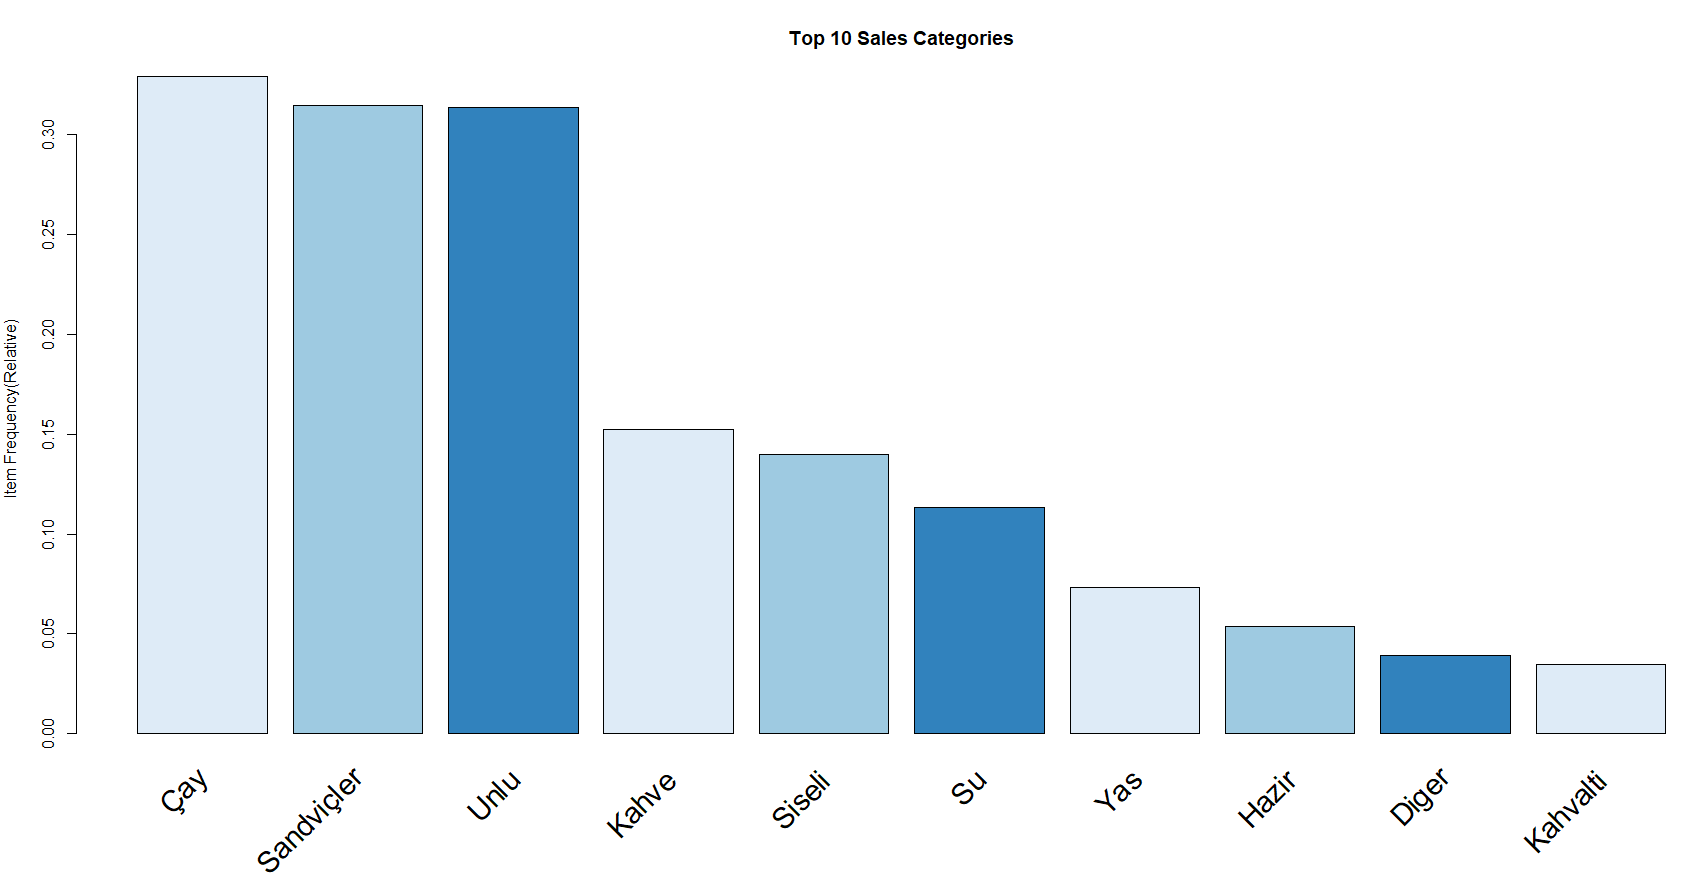 Top 10 Sales Categories
Item Frequency(Relative)
0.30
0.25
0.20
0.15
0.10
0.05
0.00
Çay
Sandviçler
Unlu
Kahve
Siseli
Su
Yas
Hazir
Diger
Kahvalti